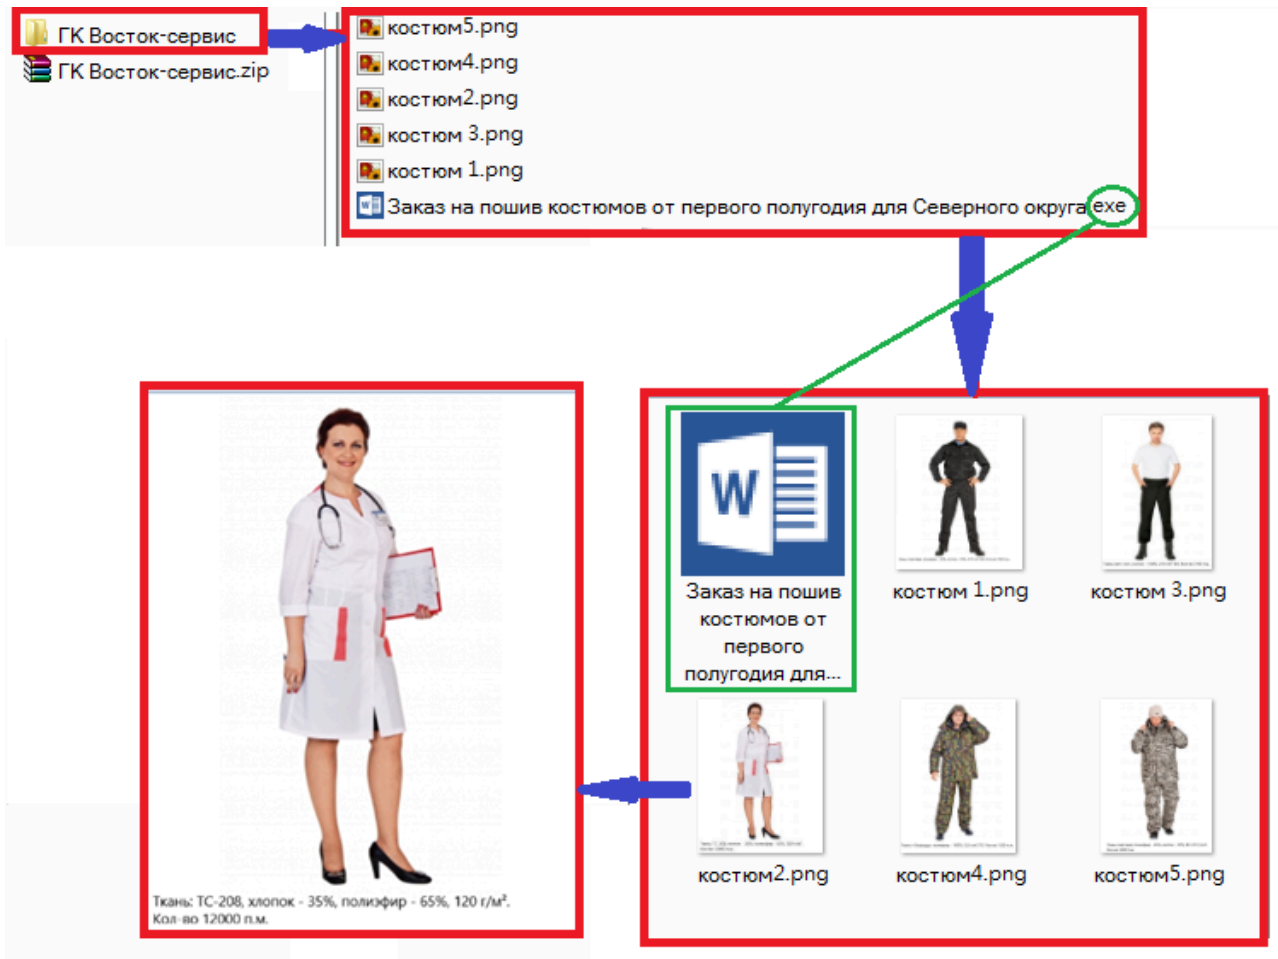 ГК Восток-сервис
ГК Восток-сервис.zip
костюм5.png
костюм4.png
костюм2.png
костюм 3.png
костюм 1.png
Заказ на пошив костюмов от первого полугодия для Северного округа.exe
W
Заказ на пошив
костюмов от
первого
полугодия для...
костюм 1.png
костюм 3.png
костюм2.png
костюм4.png
костюм5.png
Ткань: ТС-208, хлопок - 35%, полиэфир - 65%, 120 г/м².
Кол-во 12000 п.м.